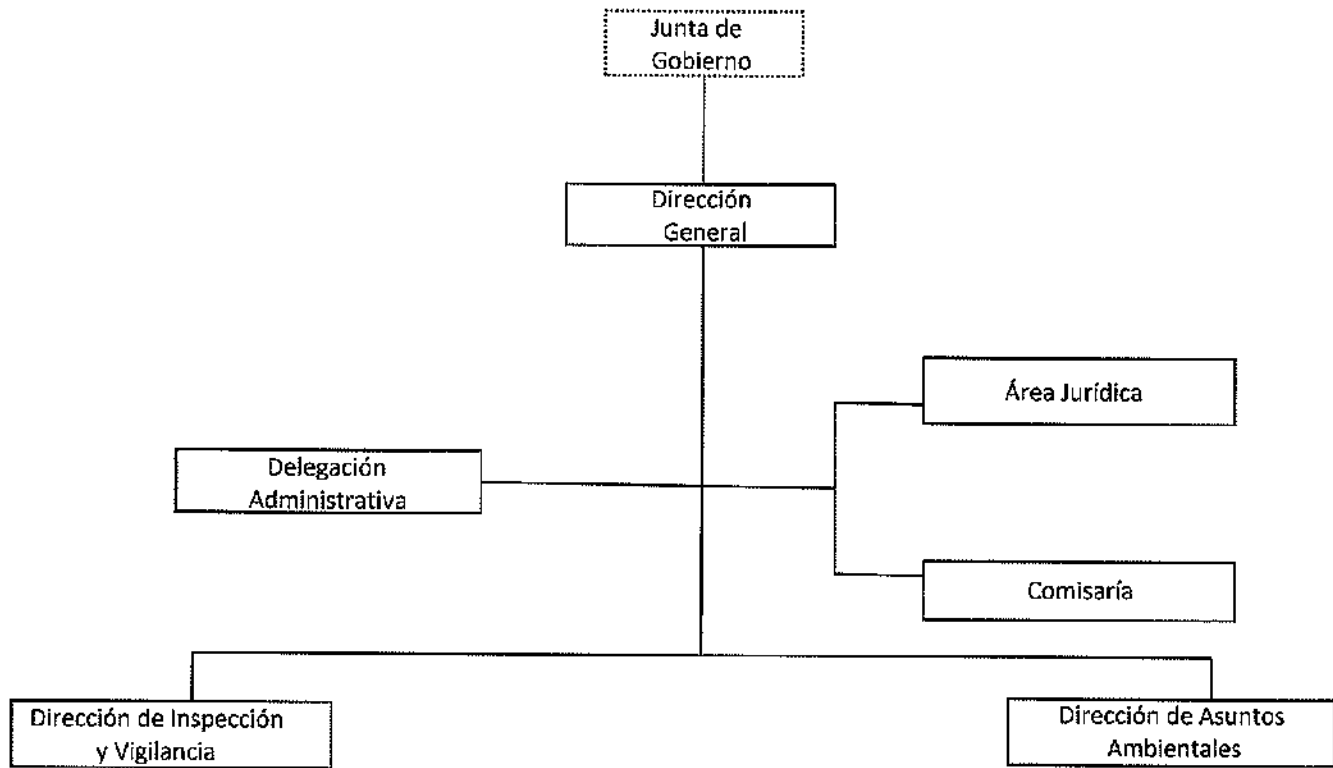 Junta de
Gobierno
Dirección
General
Área Jurídica
Delegación
Administrativa
Comisaría
Dirección de Inspección
y Vigilancia
Dirección de Asuntos
Ambientales